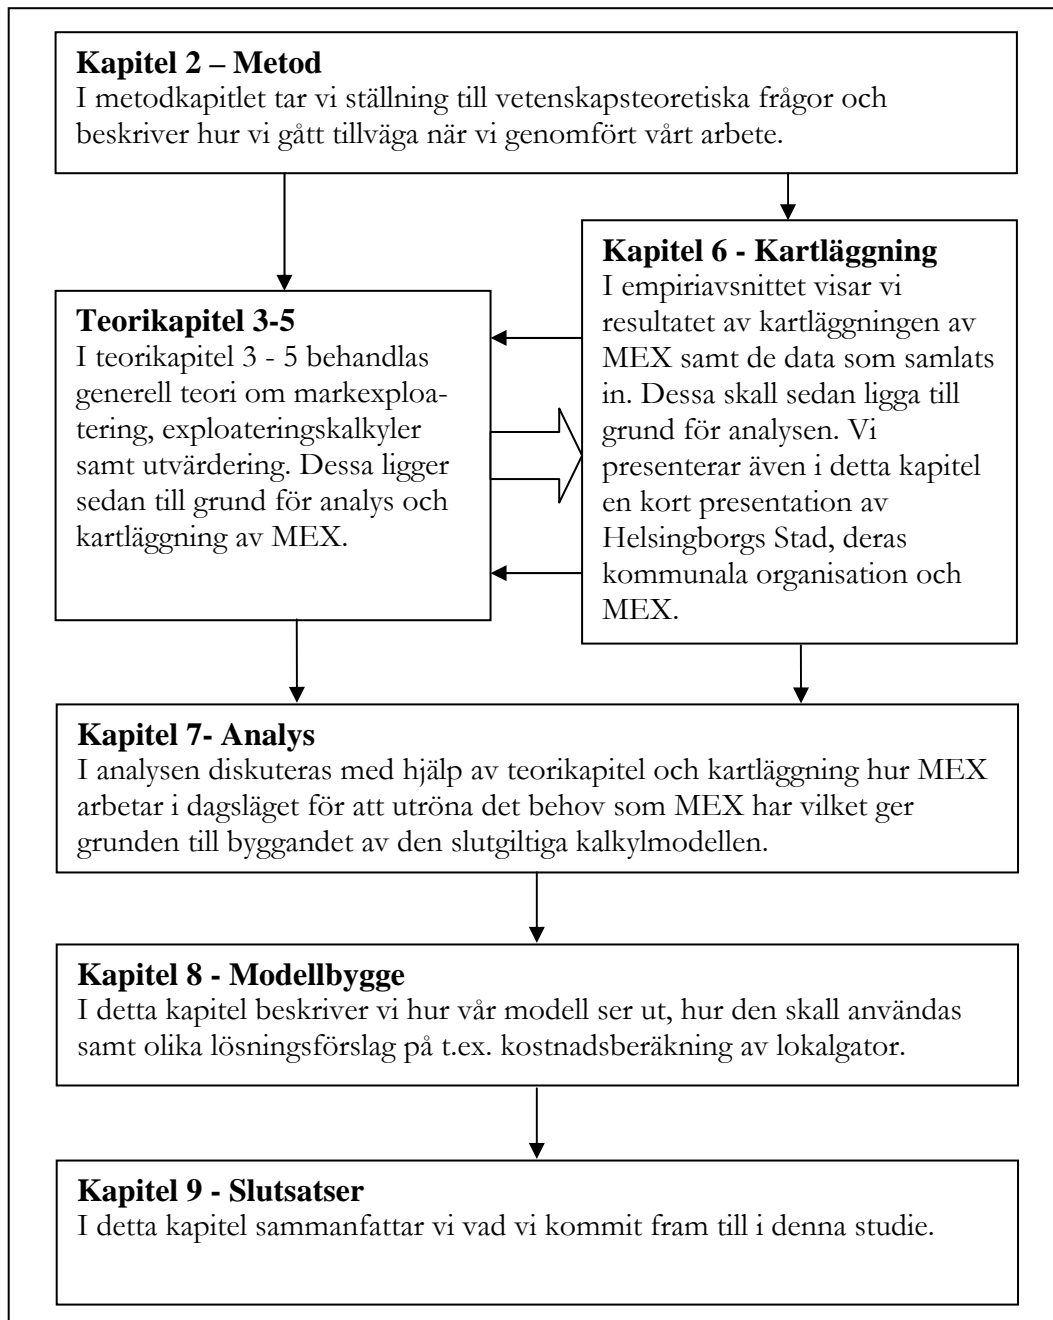 Kapitel 2 – Metod
I metodkapitlet tar vi ställning till vetenskapsteoretiska frågor och
beskriver hur vi gått tillväga när vi genomfört vårt arbete.
Teorikapitel 3-5
I teorikapitel 3 - 5 behandlas
generell teori om markexploa-
tering, exploateringskalkyler
samt utvärdering. Dessa ligger
sedan till grund för analys och
kartläggning av MEX.
Kapitel 6 - Kartläggning
I empiriavsnittet visar vi
resultatet av kartläggningen av
MEX samt de data som samlats
in. Dessa skall sedan ligga till
grund för analysen. Vi
presenterar även i detta kapitel
en kort presentation av
Helsingborgs Stad, deras
kommunala organisation och
MEX.
Kapitel 7- Analys
I analysen diskuteras med hjälp av teorikapitel och kartläggning hur MEX
arbetar i dagsläget för att utröna det behov som MEX har vilket ger
grunden till byggandet av den slutgiltiga kalkylmodellen.
Kapitel 8 - Modellbygge
I detta kapitel beskriver vi hur vår modell ser ut, hur den skall användas
samt olika lösningsförslag på t.ex. kostnadsberäkning av lokalgator.
Kapitel 9 - Slutsatser
I detta kapitel sammanfattar vi vad vi kommit fram till i denna studie.